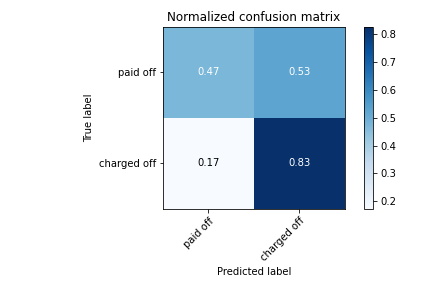 Normalized confusion matrix
True label
paid off
0.47 0.53
charged off
0.17 0.83
paid off
charged off
Predicted label
0.8
0.7
0.6
0.5
0.4
0.3
0.2